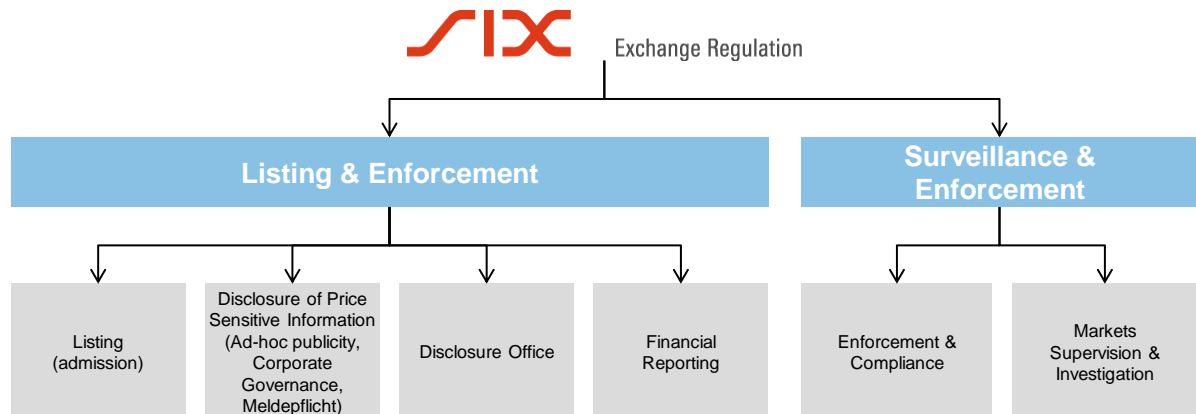 SIX Exchange Regulation
Listing & Enforcement
Surveillance &
Enforcement
Listing
(admission)
Disclosure of Price
Sensitive Information
(Ad-hoc publicity,
Corporate
Governance,
Meldepflicht)
Disclosure Office
Financial
Reporting
Enforcement &
Compliance
Markets
Supervision &
Investigation